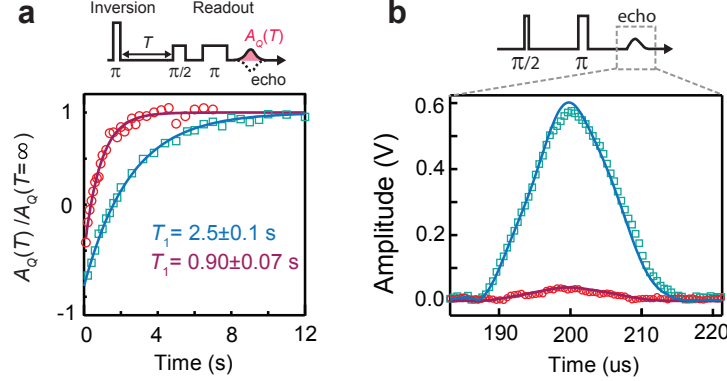 a
Inversion Readout
T
A_Q(T)
π π/2 π echo
A_Q(T)/A_Q(T=∞)
1
0
-1
T₁= 2.5±0.1 s
T₁= 0.90±0.07 s
0 4 8 12
Time (s)
b
echo
π/2 π
Amplitude (V)
0.6
0.4
0.2
0.0
190 200 210 220
Time (us)